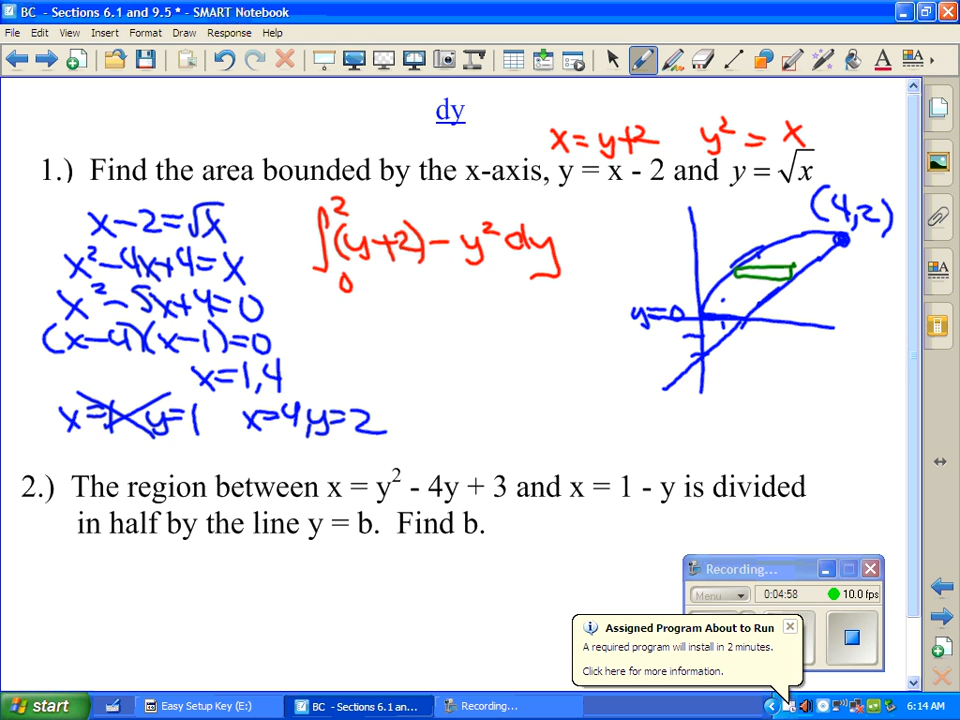 BC - Sections 6.1 and 9.5 * - SMART Notebook
File Edit View Insert Format Draw Response Help
dy
x = y+2 y² = x
1.) Find the area bounded by the x-axis, y = x - 2 and y = √x
x-2=√x
x²-4x+4=x
x²-5x+4=0
(x-4)(x-1)=0
x=1,4
x=1 y=1 x=4,y=2
∫₀² (y+2) - y² dy
(4,2)
y=0
2.) The region between x = y² - 4y + 3 and x = 1 - y is divided
in half by the line y = b. Find b.
Recording...
Menu 0:04:58 10.0 fps
Assigned Program About to Run
A required program will install in 2 minutes.
Click here for more information.
start Easy Setup Key (E:) BC - Sections 6.1 an... Recording... 6:14 AM